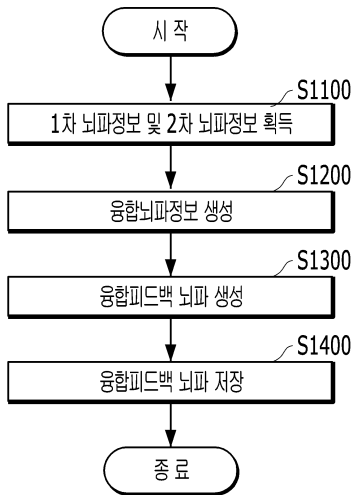 시 작
S1100
1차 뇌파정보 및 2차 뇌파정보 획득
S1200
융합뇌파정보 생성
S1300
융합피드백 뇌파 생성
S1400
융합피드백 뇌파 저장
종 료